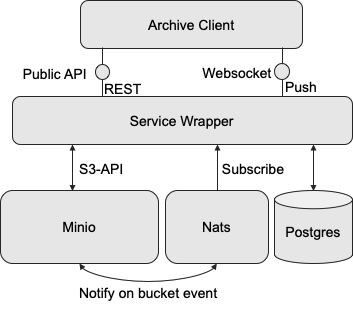 Archive Client
Public API
Websocket
REST
Push
Service Wrapper
S3-API
Subscribe
Minio
Nats
Postgres
Notify on bucket event